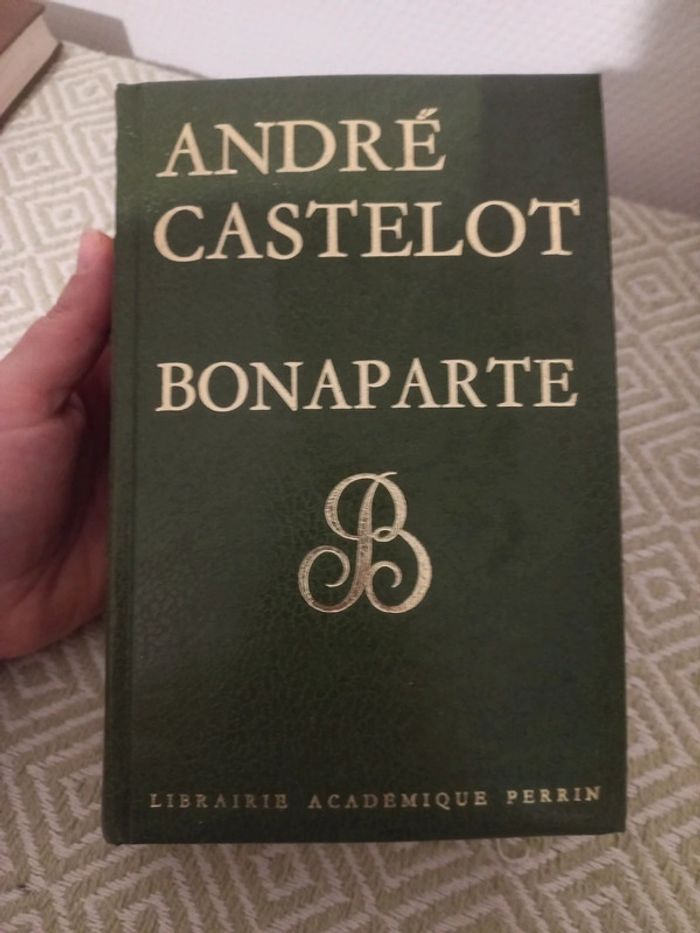 ANDRÉ
CASTELOT
BONAPARTE
B
LIBRAIRIE ACADÉMIQUE PERRIN